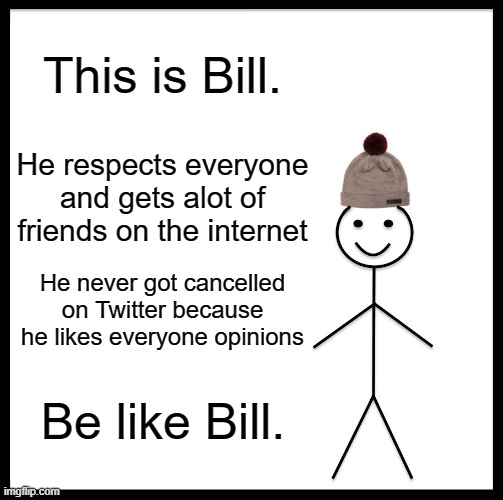 This is Bill.
He respects everyone
and gets alot of
friends on the internet
He never got cancelled
on Twitter because
he likes everyone opinions
Be like Bill.
imgflip.com